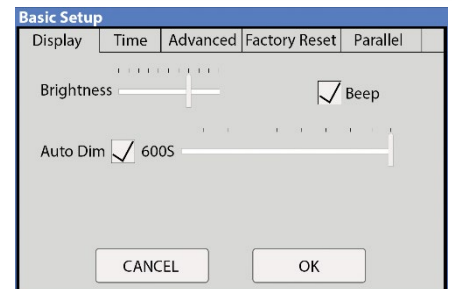 Basic Setup
Display Time Advanced Factory Reset Parallel
Brightness Beep
Auto Dim 600S
CANCEL OK